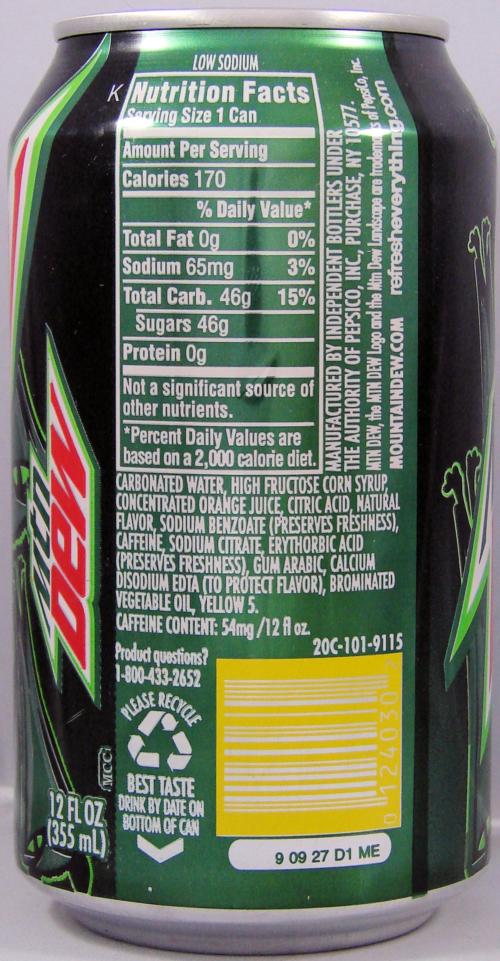 LOW SODIUM
K
Nutrition Facts
Serving Size 1 Can
Amount Per Serving
Calories 170
% Daily Value*
Total Fat 0g 0%
Sodium 65mg 3%
Total Carb. 46g 15%
Sugars 46g
Protein 0g
Not a significant source of
other nutrients.
*Percent Daily Values are
based on a 2,000 calorie diet.
MANUFACTURED BY INDEPENDENT BOTTLERS UNDER
THE AUTHORITY OF PEPSICO, INC., PURCHASE, NY 10577.
MTN DEW, the MTN DEW Logo and the Mtn Dew Landscape are trademarks of PepsiCo, Inc.
MOUNTAINDEW.COM refresheverything.com
CARBONATED WATER, HIGH FRUCTOSE CORN SYRUP,
CONCENTRATED ORANGE JUICE, CITRIC ACID, NATURAL
FLAVOR, SODIUM BENZOATE (PRESERVES FRESHNESS),
CAFFEINE, SODIUM CITRATE, ERYTHORBIC ACID
(PRESERVES FRESHNESS), GUM ARABIC, CALCIUM
DISODIUM EDTA (TO PROTECT FLAVOR), BROMINATED
VEGETABLE OIL, YELLOW 5.
CAFFEINE CONTENT: 54mg/12 fl oz.
20C-101-9115
Product questions?
1-800-433-2652
PLEASE RECYCLE
BEST TASTE
DRINK BY DATE ON
BOTTOM OF CAN
0 124030 2
9 09 27 D1 ME
mtn
DEW
MCC
12 FL OZ
(355 mL)